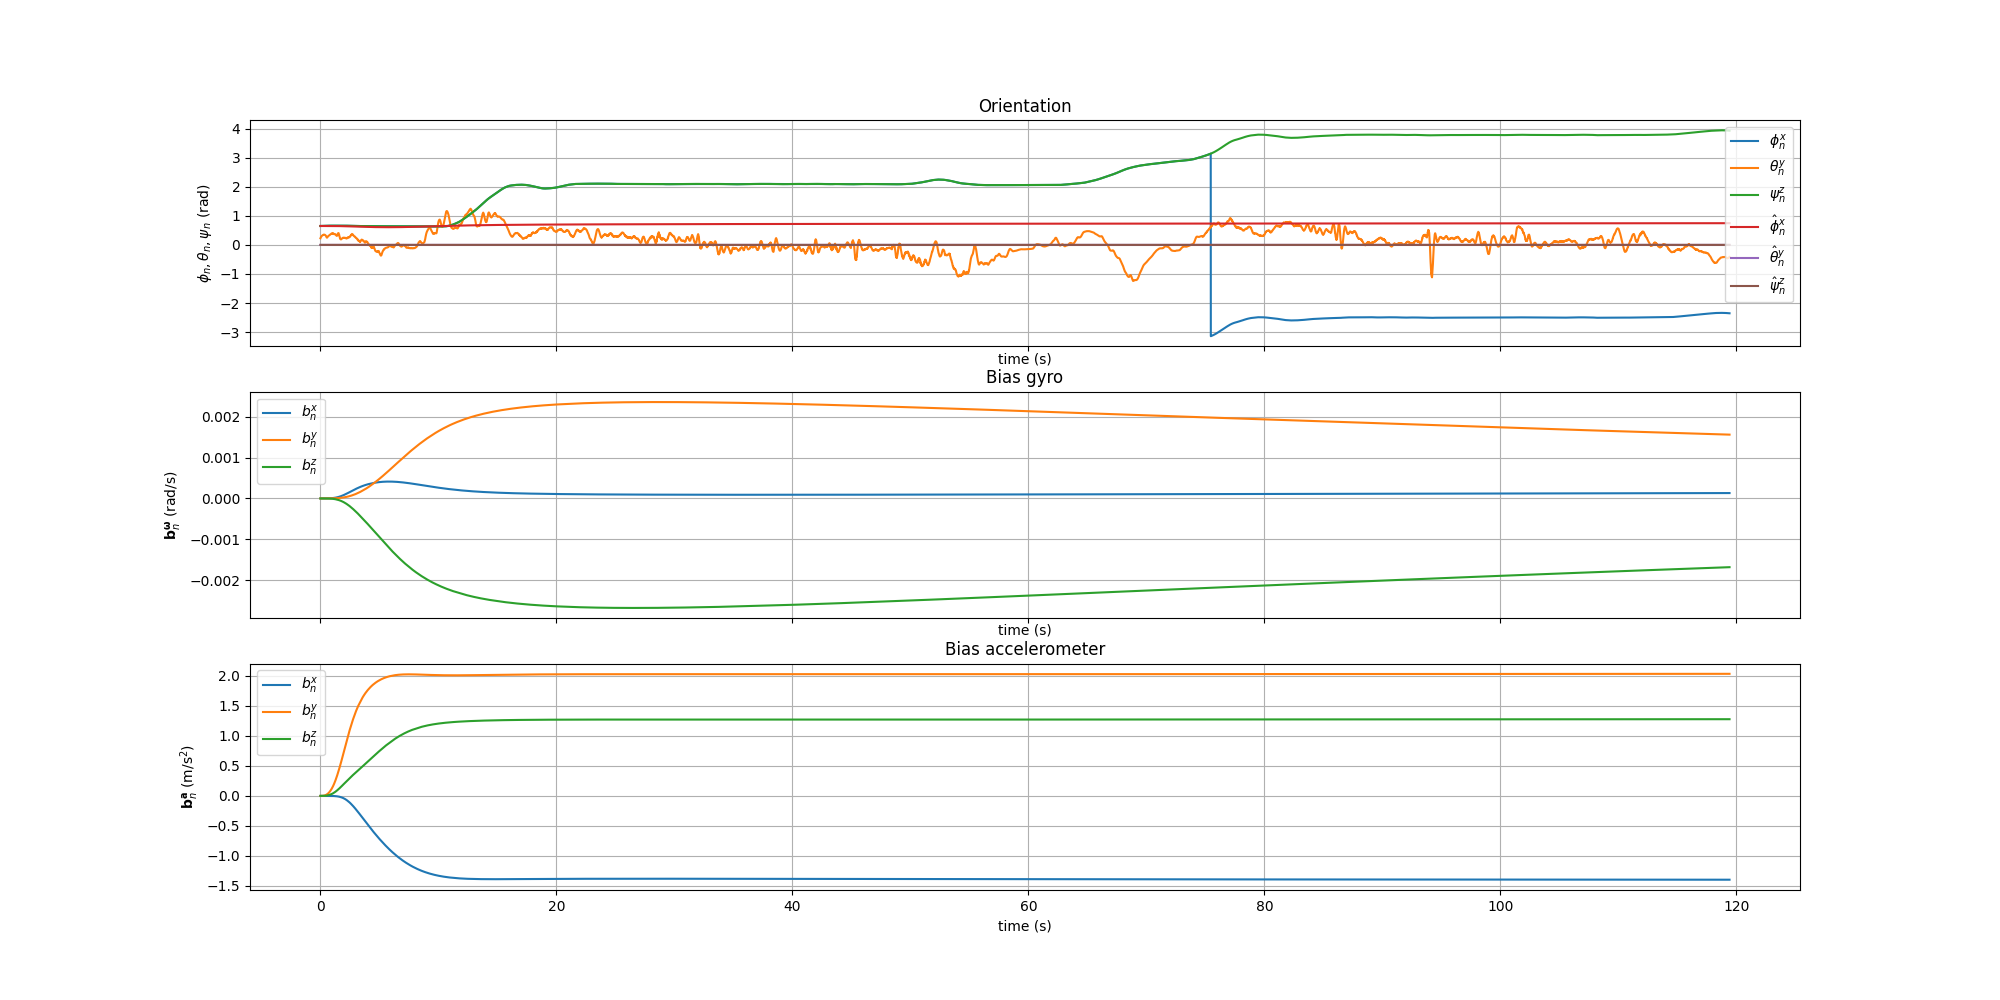 Orientation
ϕₙ, θₙ, ψₙ (rad)
4
3
2
1
0
−1
−2
−3
ϕₙˣ
θₙʸ
ψₙᶻ
ϕ̂ₙˣ
θ̂ₙʸ
ψ̂ₙᶻ
time (s)
Bias gyro
bₙ^ω (rad/s)
0.002
0.001
0.000
−0.001
−0.002
bₙˣ
bₙʸ
bₙᶻ
time (s)
Bias accelerometer
bₙᵃ (m/s²)
2.0
1.5
1.0
0.5
0.0
−0.5
−1.0
−1.5
bₙˣ
bₙʸ
bₙᶻ
0 20 40 60 80 100 120
time (s)